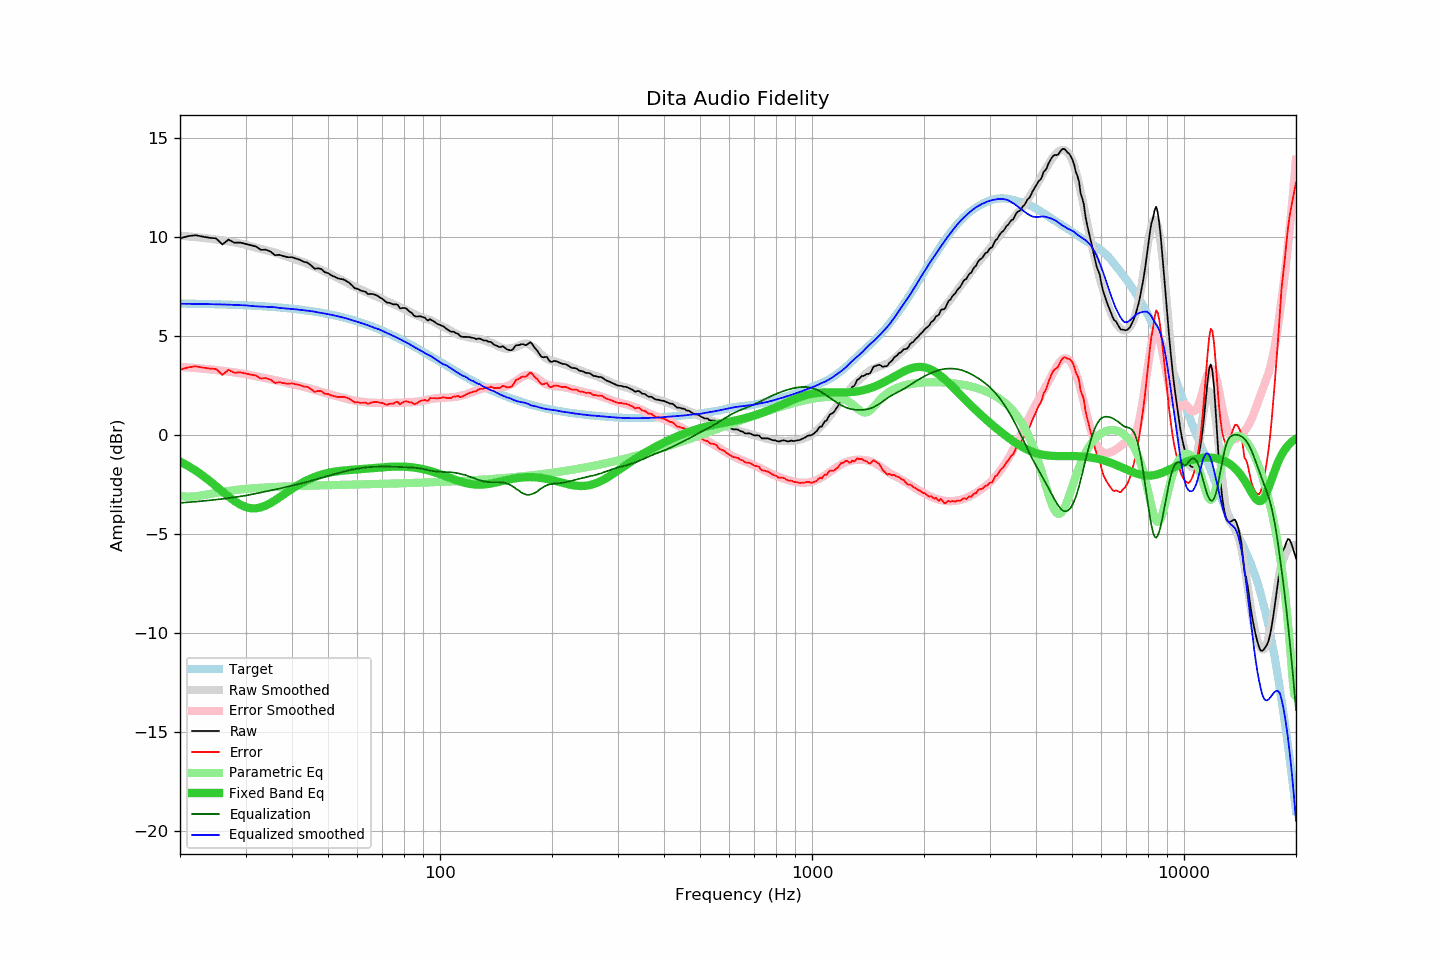 Dita Audio Fidelity
Amplitude (dBr)
15
10
5
0
−5
−10
−15
−20
Target
Raw Smoothed
Error Smoothed
Raw
Error
Parametric Eq
Fixed Band Eq
Equalization
Equalized smoothed
100
1000
10000
Frequency (Hz)